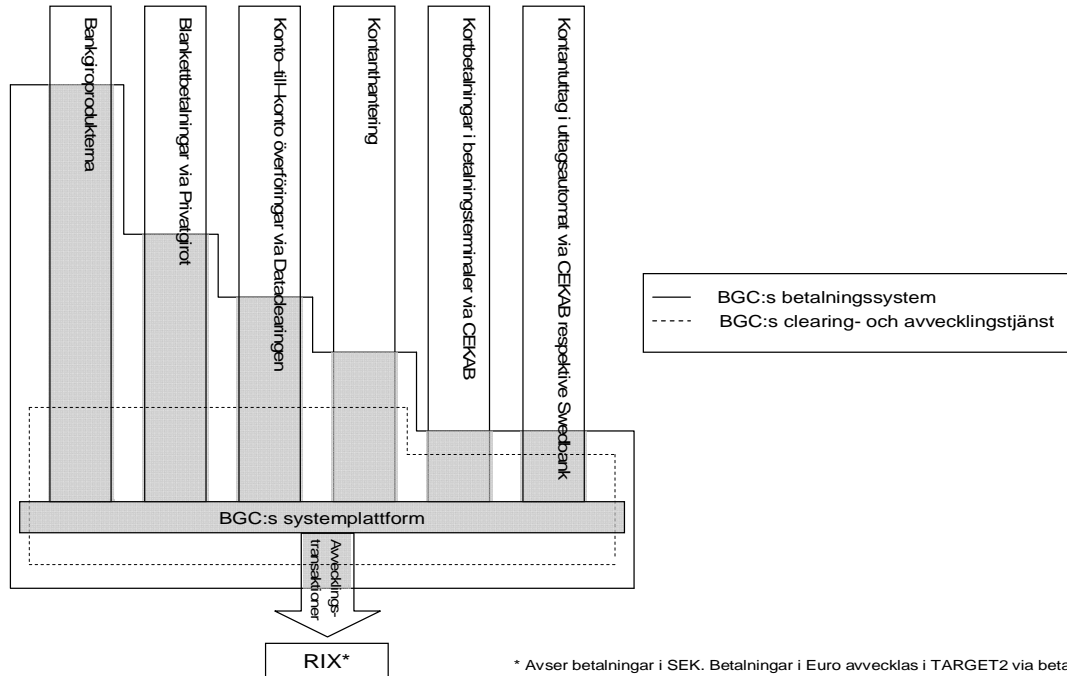 Bankgiroprodukterna
Blankettbetalningar via Privatgirot
Konto–till–konto överföringar via Dataclearingen
Kontanthantering
Kortbetalningar i betalningsterminaler via CEKAB
Kontantuttag i uttagsautomat via CEKAB respektive Swedbank
BGC:s betalningssystem
BGC:s clearing- och avvecklingstjänst
BGC:s systemplattform
Avvecklings-
transaktioner
RIX*
* Avser betalningar i SEK. Betalningar i Euro avvecklas i TARGET2 via beta